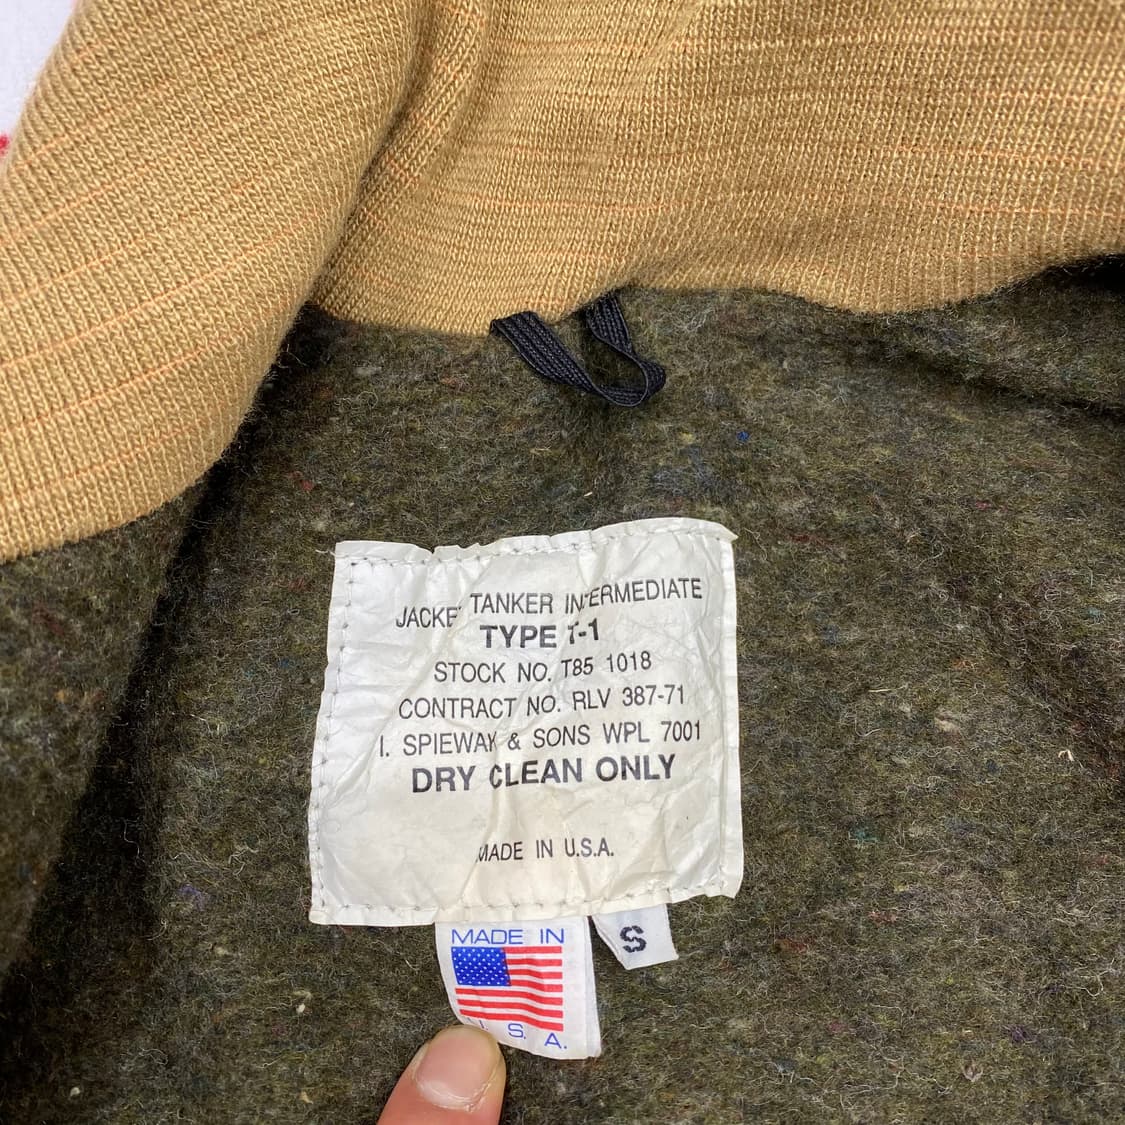 JACKET TANKER INTERMEDIATE
TYPE T-1
STOCK NO. T85 1018
CONTRACT NO. RLV 387-71
I. SPIEWAK & SONS WPL 7001
DRY CLEAN ONLY
MADE IN U.S.A.
MADE IN
U. S. A.
S